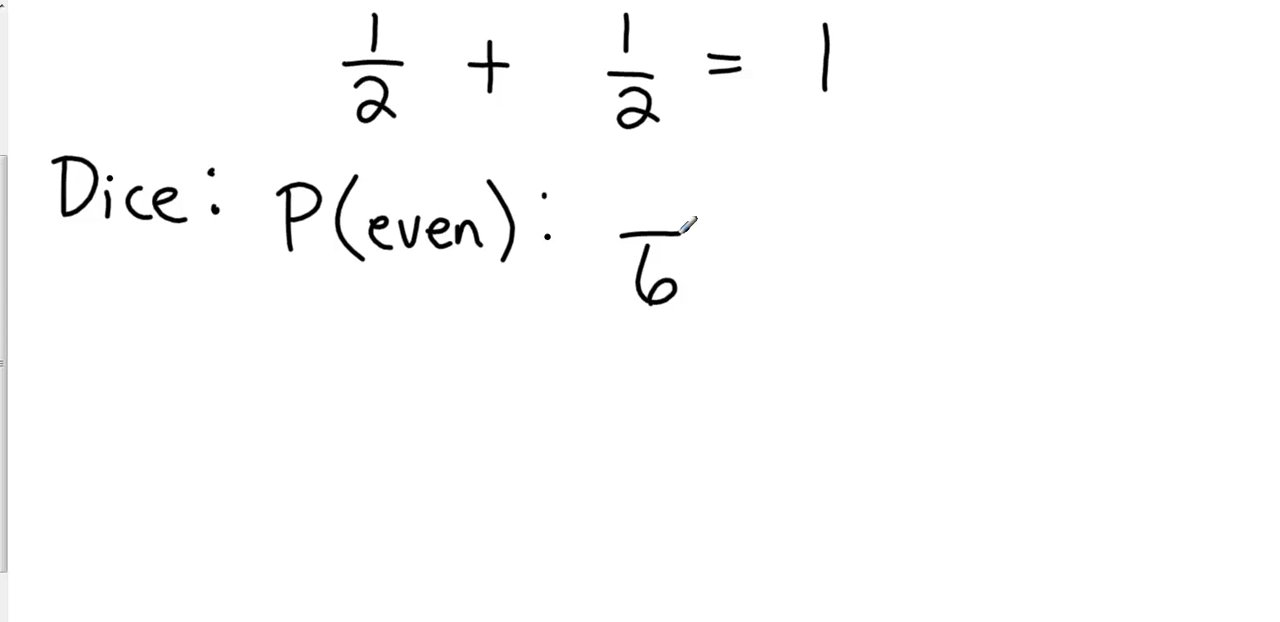 1/2 + 1/2 = 1
Dice: P(even): /6